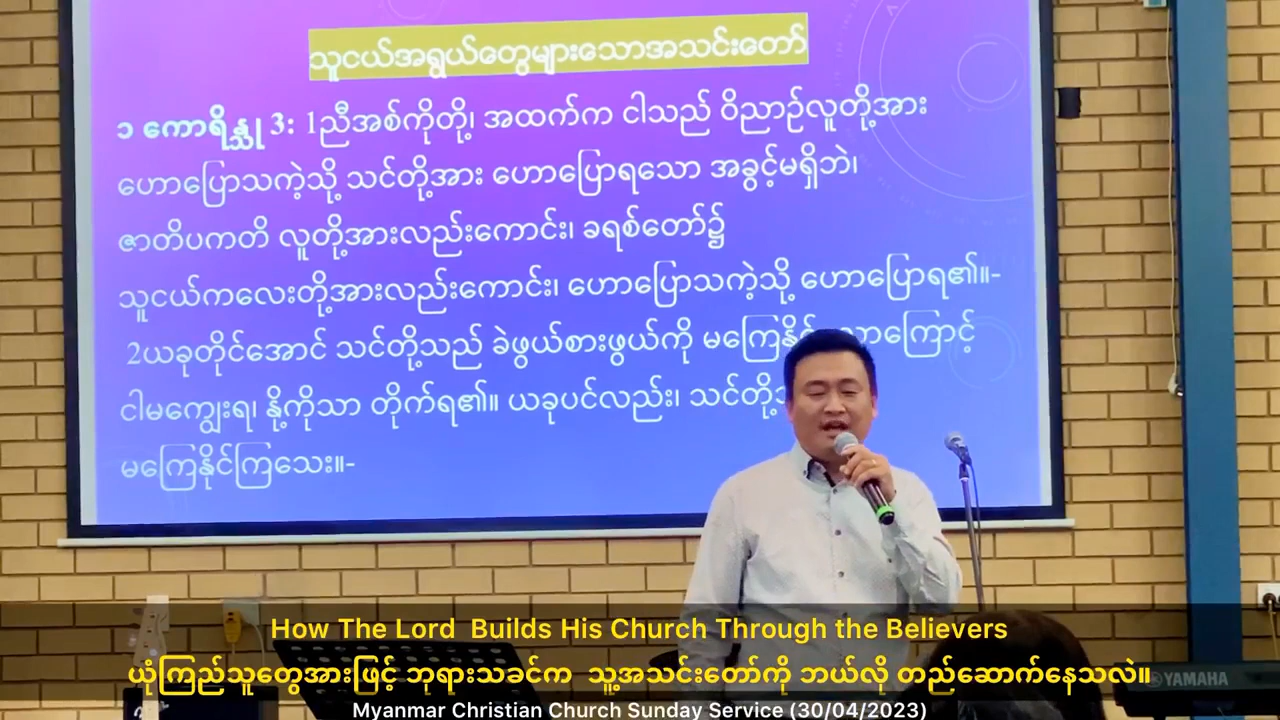 သူငယ်အရွယ်တွေများသောအသင်းတော်
၁ ကောရိန္သု 3: 1ညီအစ်ကိုတို့၊ အထက်က ငါသည် ဝိညာဉ်လူတို့အား
ဟောပြောသကဲ့သို့ သင်တို့အား ဟောပြောရသော အခွင့်မရှိဘဲ၊
ဇာတိပကတိ လူတို့အားလည်းကောင်း၊ ခရစ်တော်၌
သူငယ်ကလေးတို့အားလည်းကောင်း၊ ဟောပြောသကဲ့သို့ ဟောပြောရ၏။-
2ယခုတိုင်အောင် သင်တို့သည် ခဲဖွယ်စားဖွယ်ကို မကြေနိုင်
ငါမကျွေးရ၊ နို့ကိုသာ တိုက်ရ၏။ ယခုပင်လည်း၊ သင်တို့
မကြေနိုင်ကြသေး။-
How The Lord Builds His Church Through the Believers
ယုံကြည်သူတွေအားဖြင့် ဘုရားသခင်က သူ့အသင်းတော်ကို ဘယ်လို တည်ဆောက်နေသလဲ။
YAMAHA
Myanmar Christian Church Sunday Service (30/04/2023)